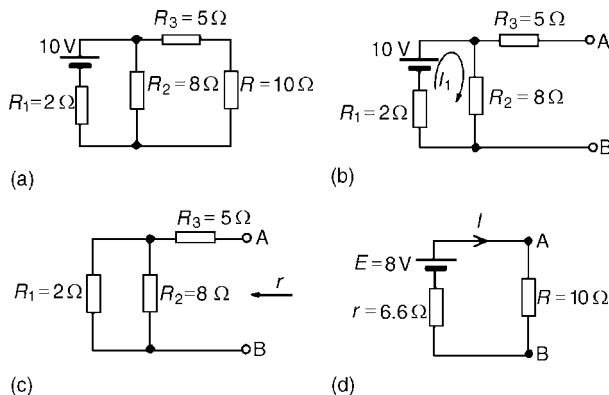 R₃ = 5 Ω
10 V
R₂ = 8 Ω
R = 10 Ω
R₁ = 2 Ω
(a)
R₃ = 5 Ω
A
10 V
I₁
R₂ = 8 Ω
R₁ = 2 Ω
B
(b)
R₃ = 5 Ω
A
R₁ = 2 Ω
R₂ = 8 Ω
r
B
(c)
I
A
E = 8 V
R = 10 Ω
r = 6.6 Ω
B
(d)